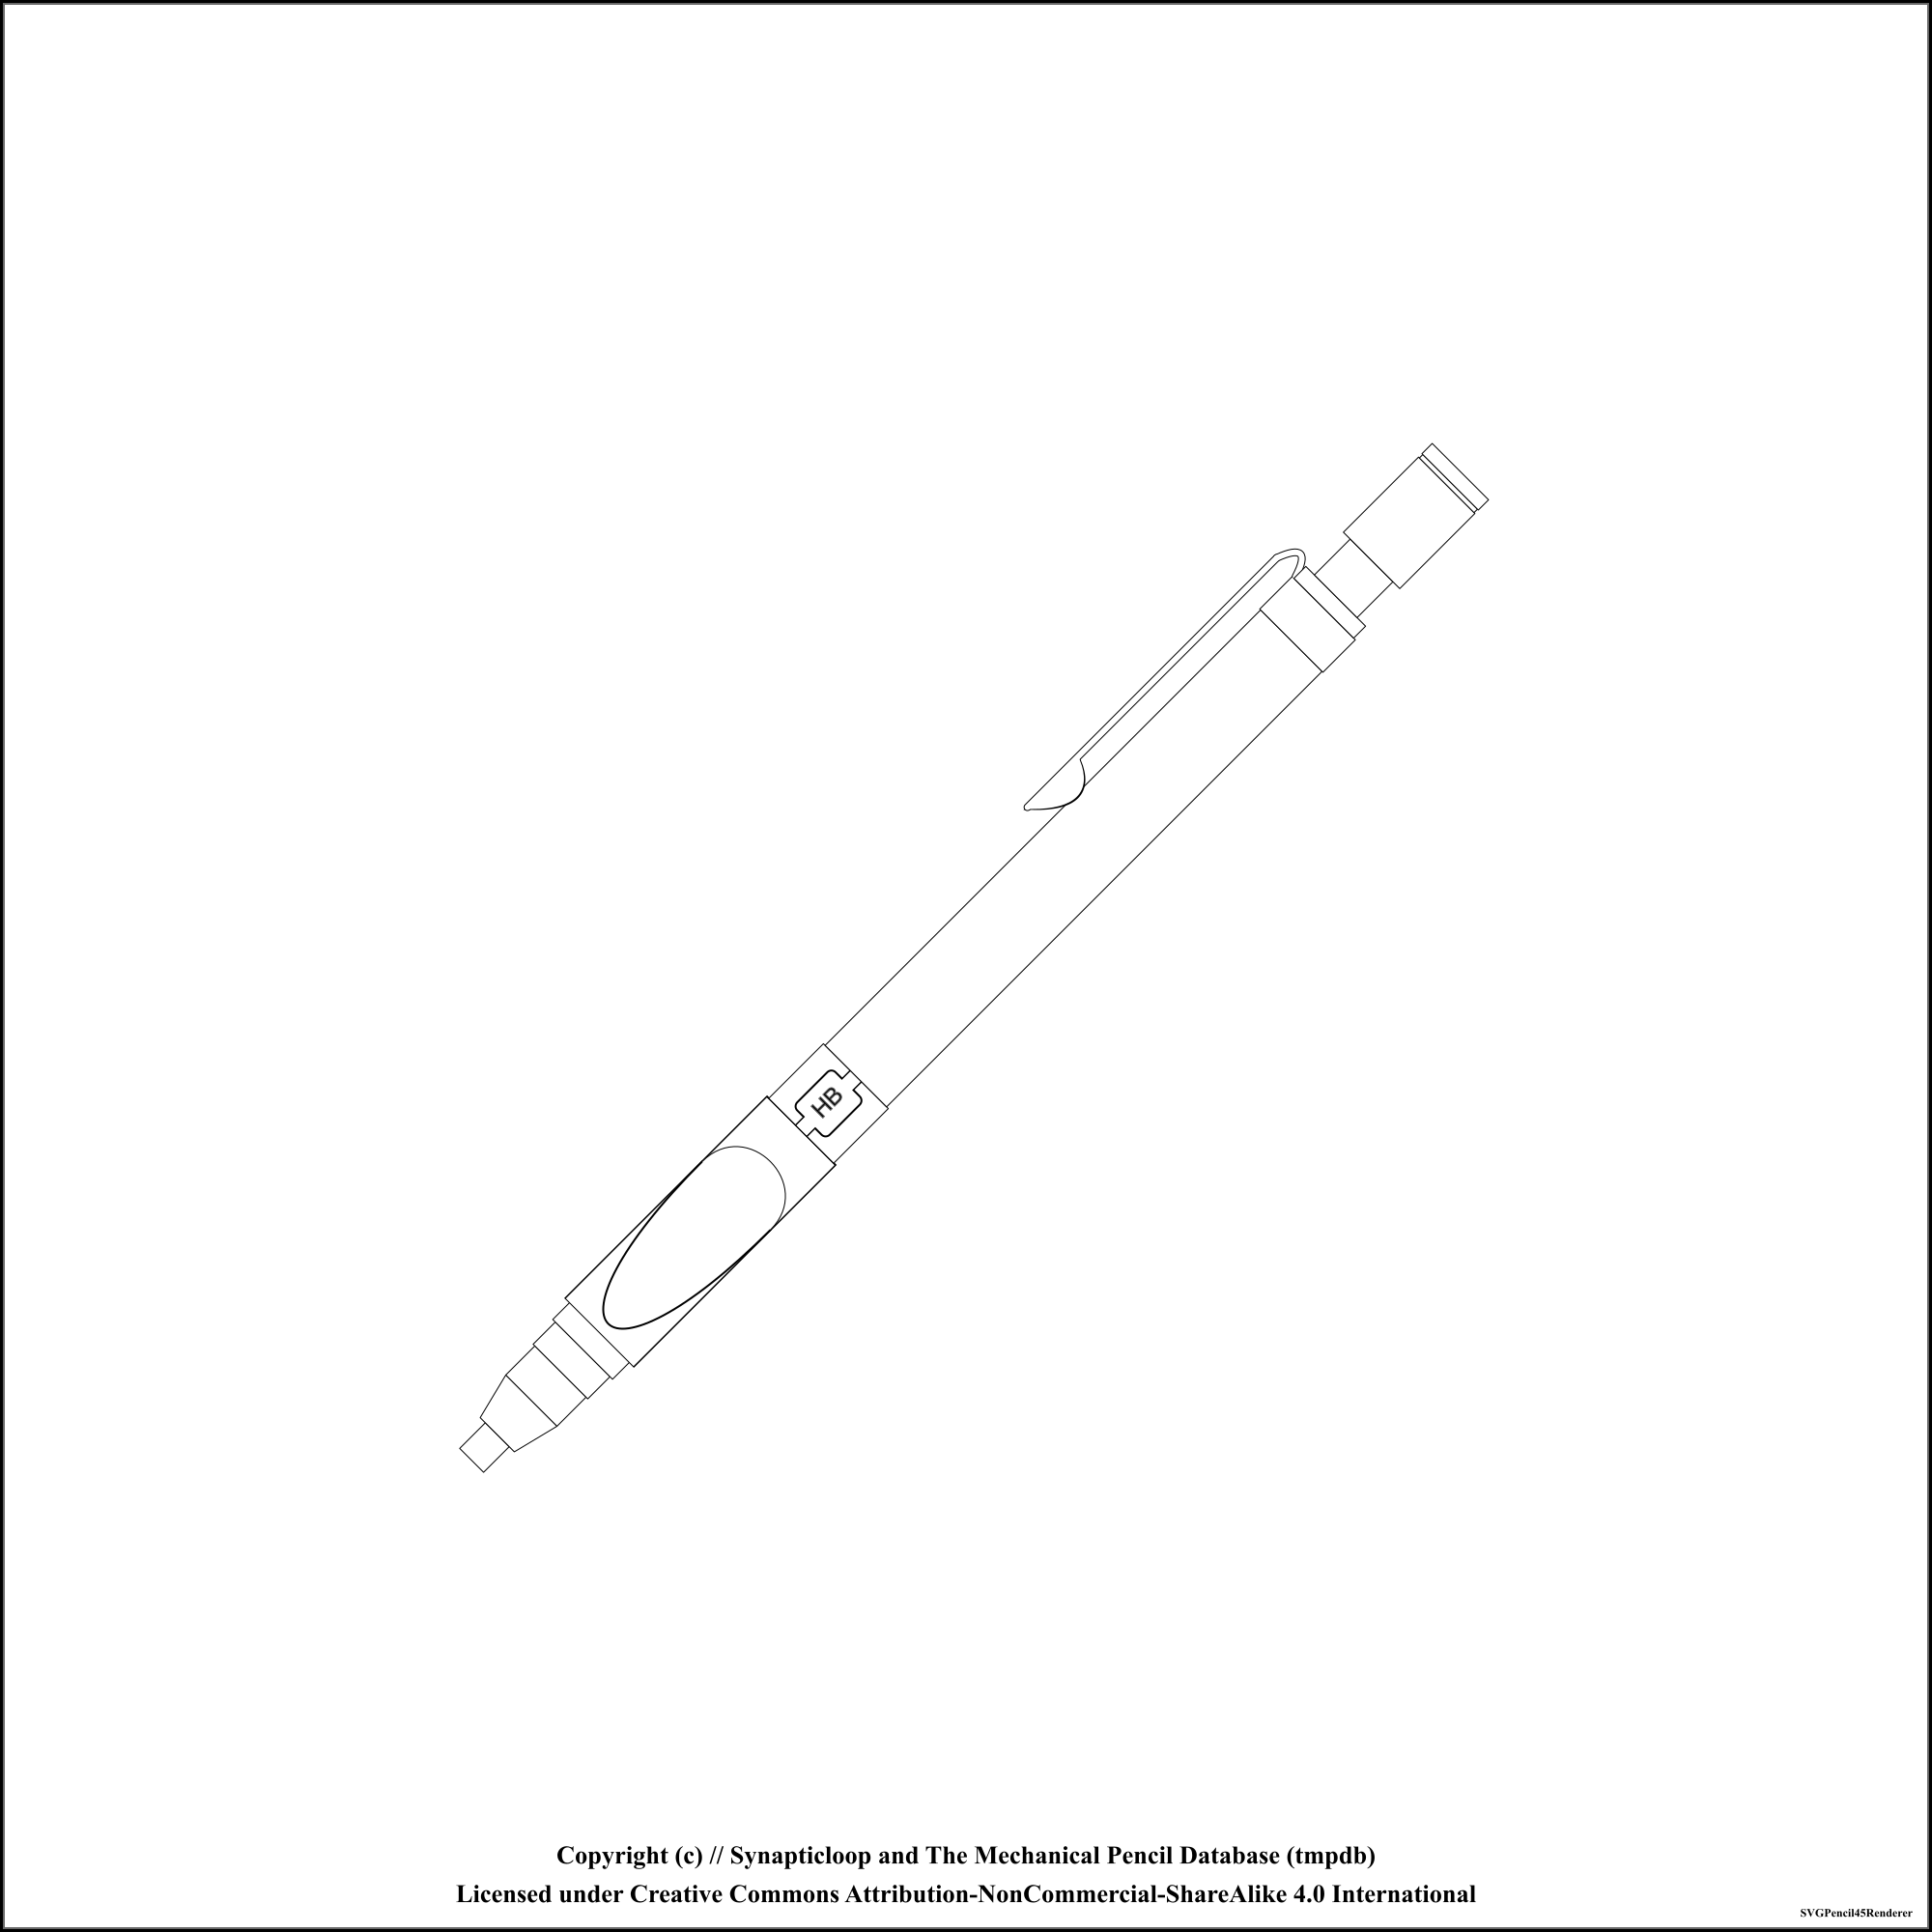 HB
Copyright (c) // Synapticloop and The Mechanical Pencil Database (tmpdb)
Licensed under Creative Commons Attribution-NonCommercial-ShareAlike 4.0 International
SVGPencil45Renderer